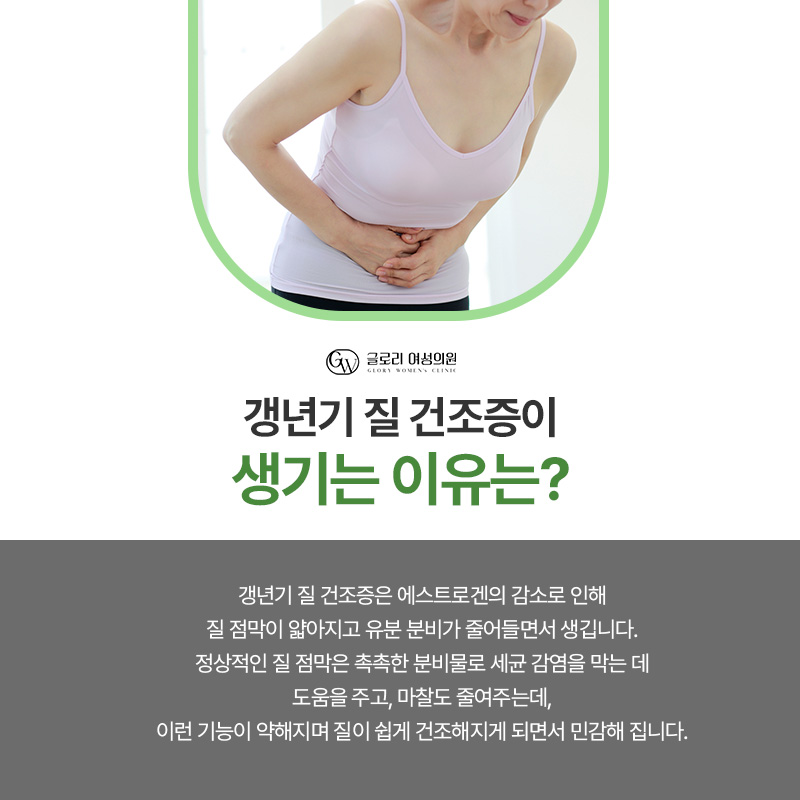 GW
글로리 여성의원
GLORY WOMEN's CLINIC
갱년기 질 건조증이
생기는 이유는?
갱년기 질 건조증은 에스트로겐의 감소로 인해
질 점막이 얇아지고 유분 분비가 줄어들면서 생깁니다.
정상적인 질 점막은 촉촉한 분비물로 세균 감염을 막는 데
도움을 주고, 마찰도 줄여주는데,
이런 기능이 약해지며 질이 쉽게 건조해지게 되면서 민감해 집니다.